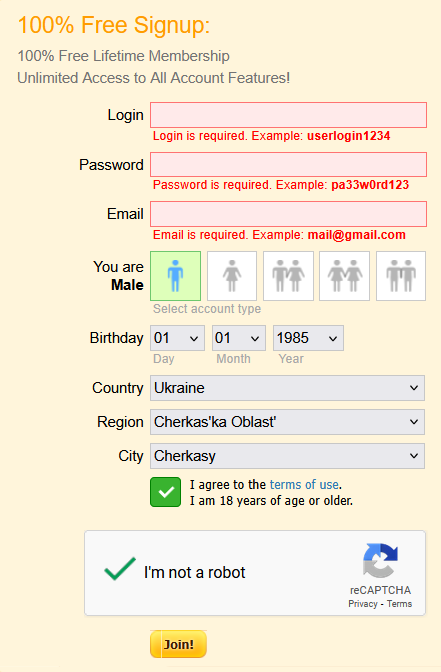 100% Free Signup:
100% Free Lifetime Membership
Unlimited Access to All Account Features!
Login
Login is required. Example: userlogin1234
Password
Password is required. Example: pa33w0rd123
Email
Email is required. Example: mail@gmail.com
You are
Male
Select account type
Birthday 01 01 1985
Day Month Year
Country Ukraine
Region Cherkas'ka Oblast'
City Cherkasy
I agree to the terms of use.
I am 18 years of age or older.
I'm not a robot
reCAPTCHA
Privacy - Terms
Join!